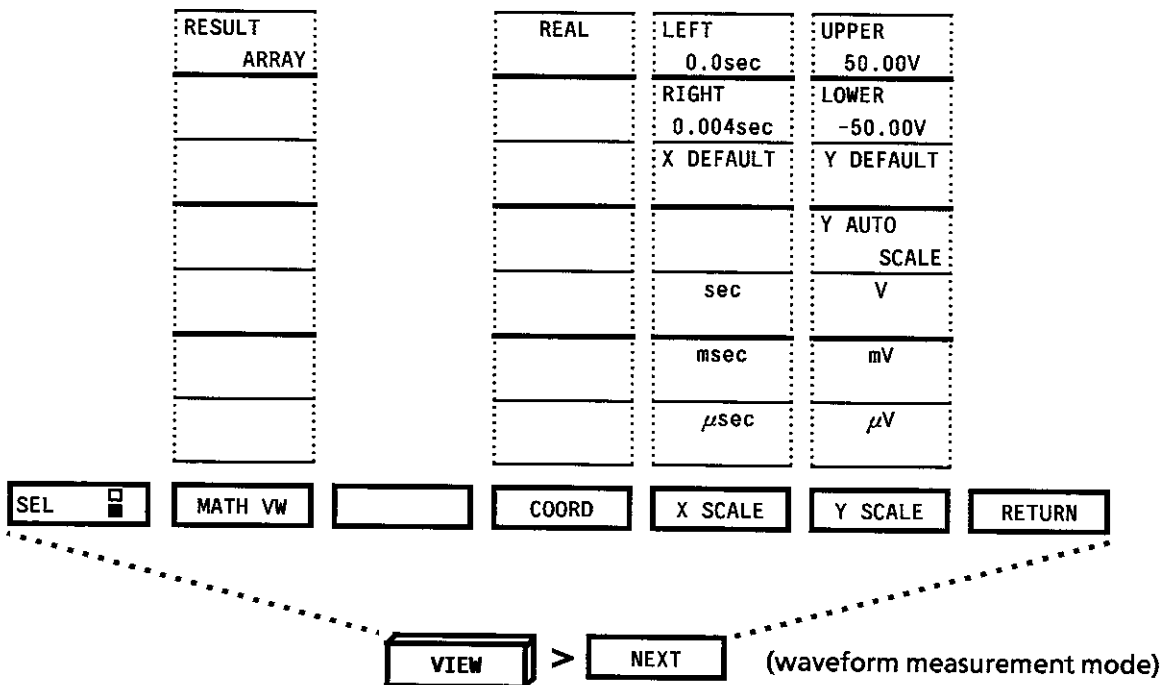 RESULT
ARRAY
REAL
LEFT
0.0sec
RIGHT
0.004sec
X DEFAULT
sec
msec
μsec
UPPER
50.00V
LOWER
-50.00V
Y DEFAULT
Y AUTO
SCALE
V
mV
μV
SEL
MATH VW
COORD
X SCALE
Y SCALE
RETURN
VIEW > NEXT (waveform measurement mode)